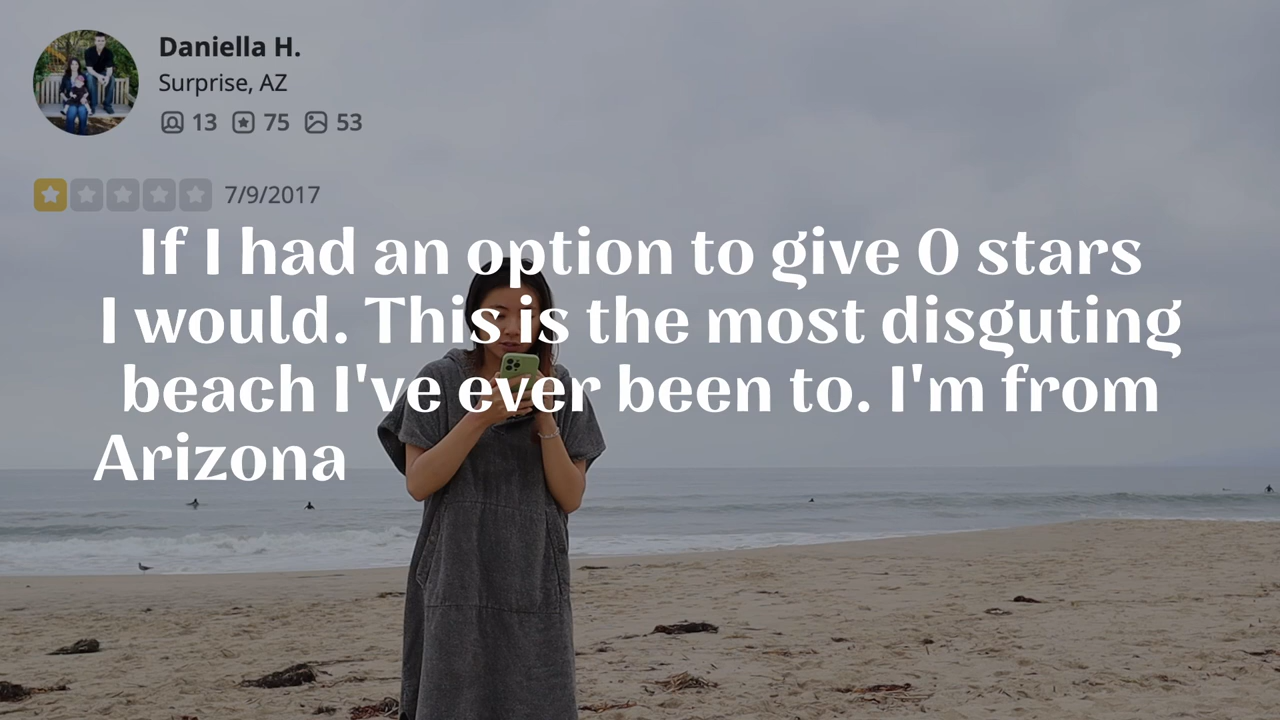 Daniella H.
Surprise, AZ
13 75 53
7/9/2017
If I had an option to give 0 stars
I would. This is the most disguting
beach I've ever been to. I'm from
Arizona